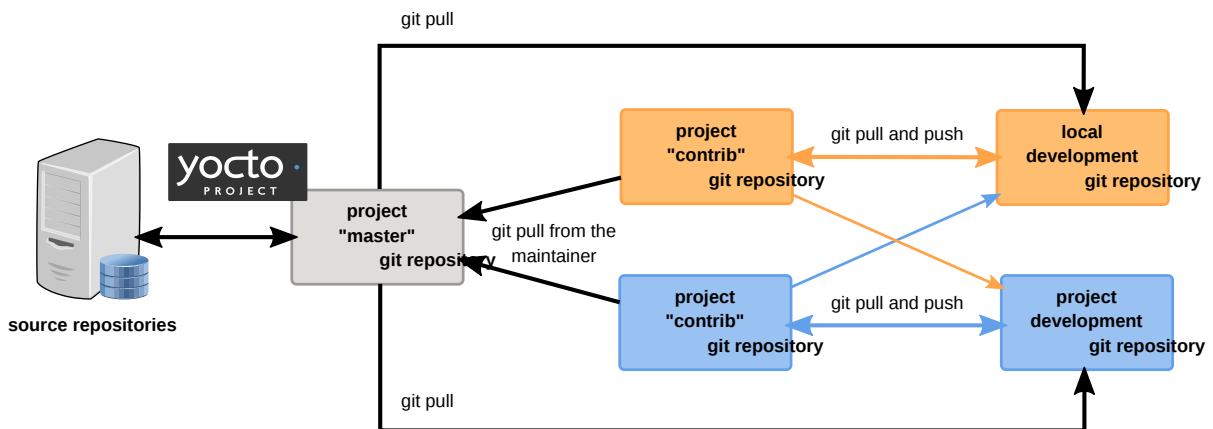 git pull
yocto
PROJECT
project
"contrib"
git repository
git pull and push
local
development
git repository
project
"master"
git repository
git pull from the
maintainer
source repositories
project
"contrib"
git repository
git pull and push
project
development
git repository
git pull